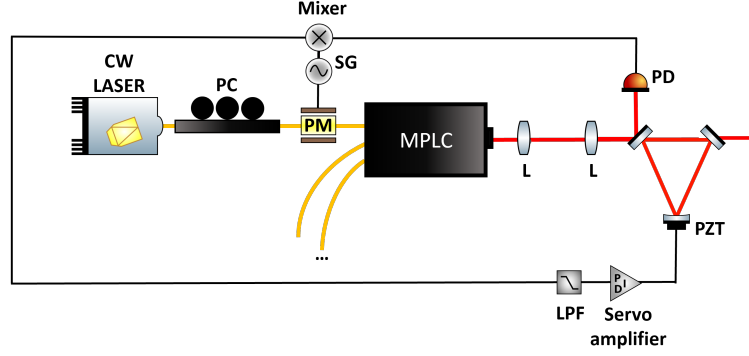 Mixer
CW
LASER
PC
SG
PD
PM
MPLC
L
L
PZT
...
P
I
D
LPF
Servo
amplifier